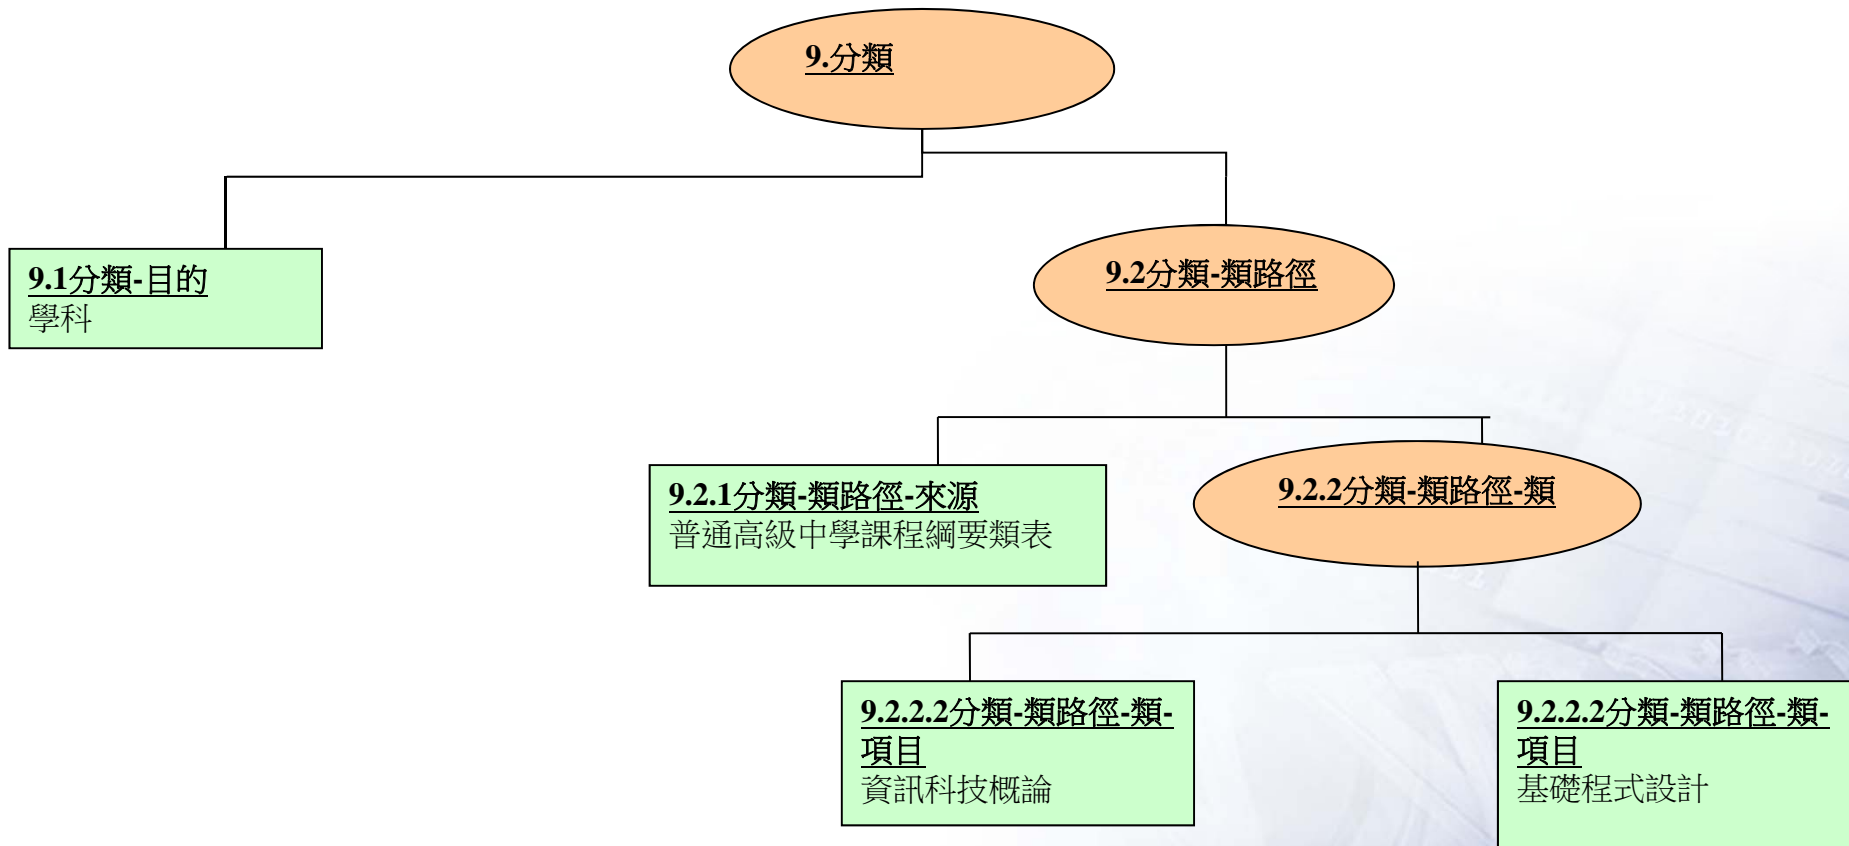 9.分類
9.1分類-目的
學科
9.2分類-類路徑
9.2.1分類-類路徑-來源
普通高級中學課程綱要類表
9.2.2分類-類路徑-類
9.2.2.2分類-類路徑-類-
項目
資訊科技概論
9.2.2.2分類-類路徑-類-
項目
基礎程式設計